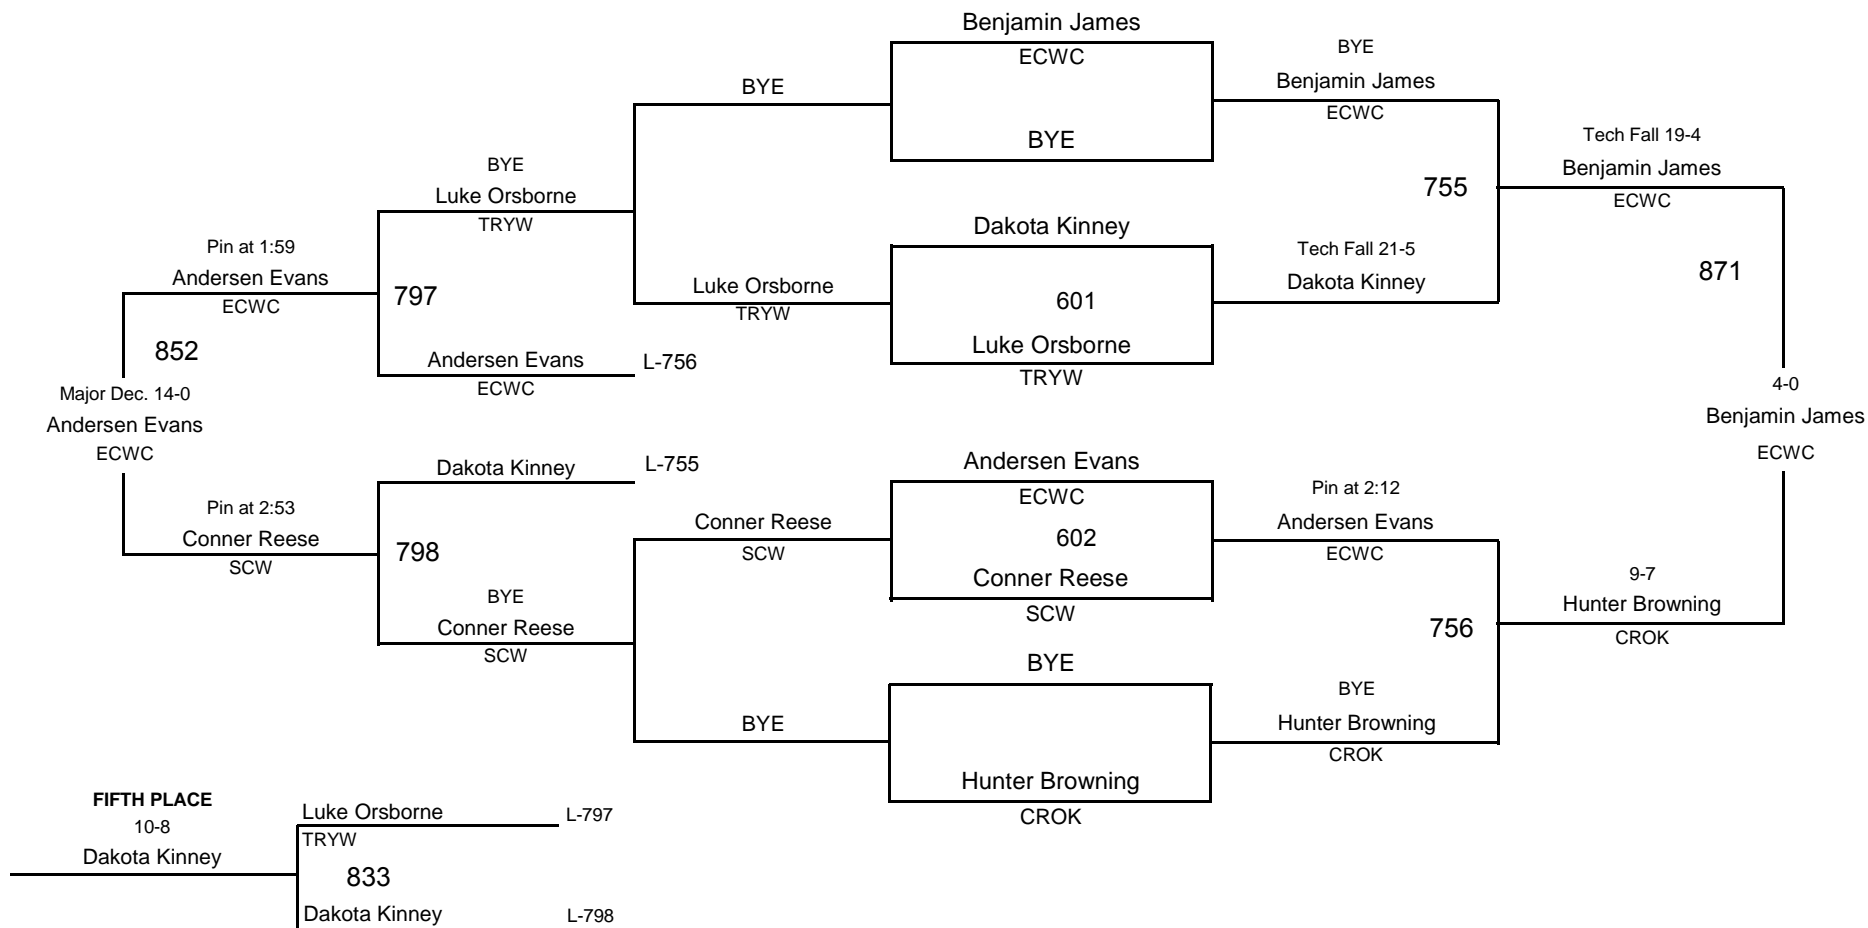 Benjamin James
ECWC
BYE
BYE
Benjamin James
ECWC
BYE
BYE
Tech Fall 19-4
Benjamin James
ECWC
BYE
Luke Orsborne
TRYW
755
Dakota Kinney
Pin at 1:59
Andersen Evans
ECWC
797
Luke Orsborne
TRYW
601
Tech Fall 21-5
Dakota Kinney
871
852
Andersen Evans
ECWC
L-756
Luke Orsborne
TRYW
Major Dec. 14-0
Andersen Evans
ECWC
4-0
Benjamin James
ECWC
Dakota Kinney
L-755
Andersen Evans
ECWC
Pin at 2:12
Andersen Evans
ECWC
Pin at 2:53
Conner Reese
SCW
798
Conner Reese
SCW
602
Conner Reese
SCW
BYE
Conner Reese
SCW
9-7
Hunter Browning
CROK
756
BYE
BYE
Hunter Browning
CROK
BYE
Hunter Browning
CROK
FIFTH PLACE
10-8
Dakota Kinney
Luke Orsborne
L-797
TRYW
833
Dakota Kinney
L-798